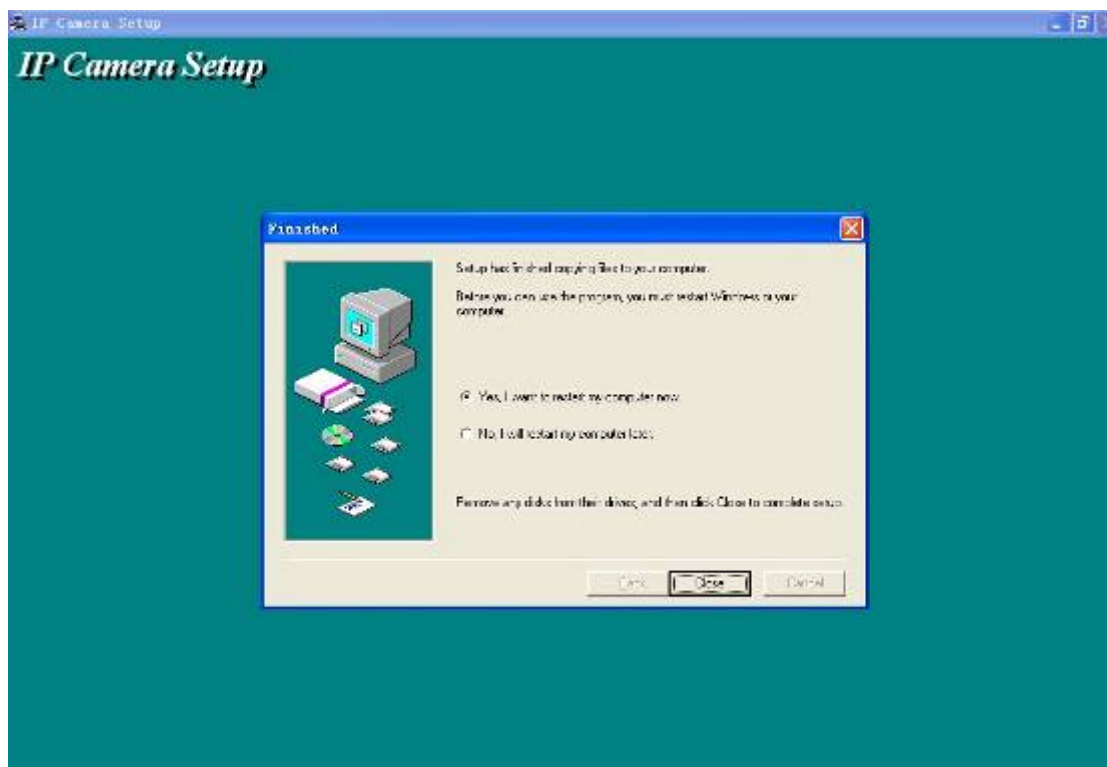 IP Camera Setup
IP Camera Setup
Finished
Setup has finished copying files to your computer.
Before you can use the program, you must restart Windows or your
computer.
Yes, I want to restart my computer now.
No, I will restart my computer later.
Remove any disks from their drives, and then click Close to complete setup.
Back Close Cancel